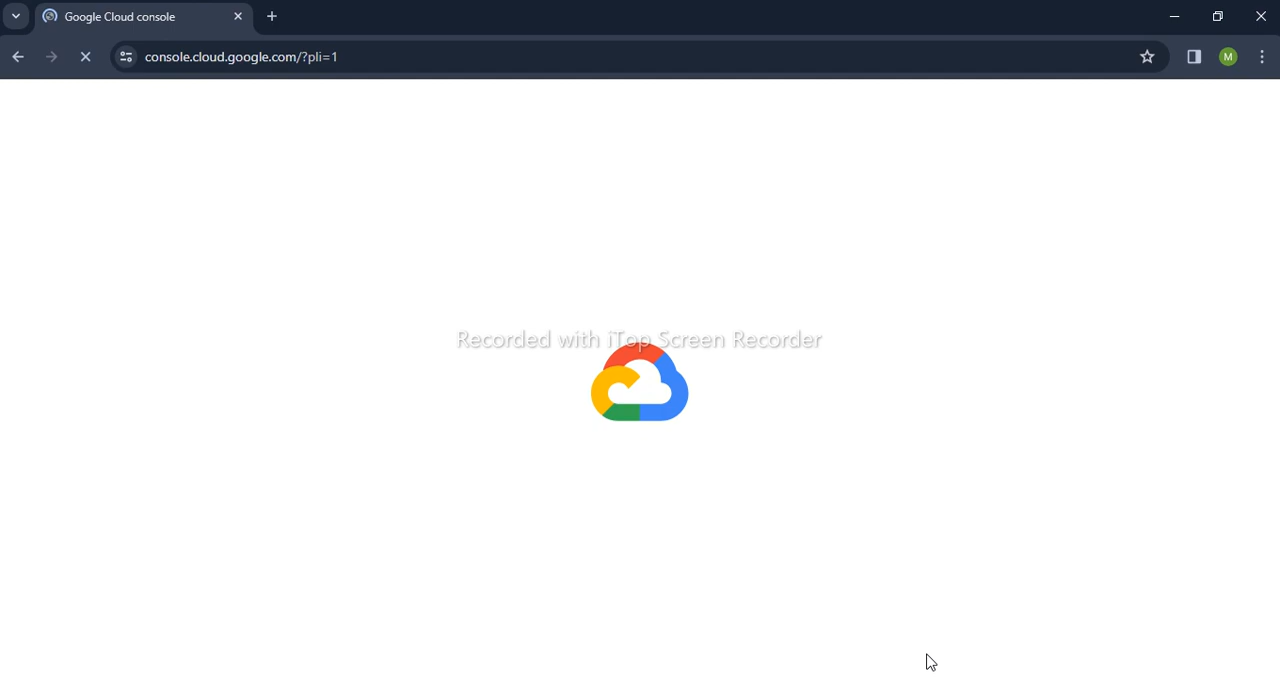 Google Cloud console
console.cloud.google.com/?pli=1
M
Recorded with iTop Screen Recorder